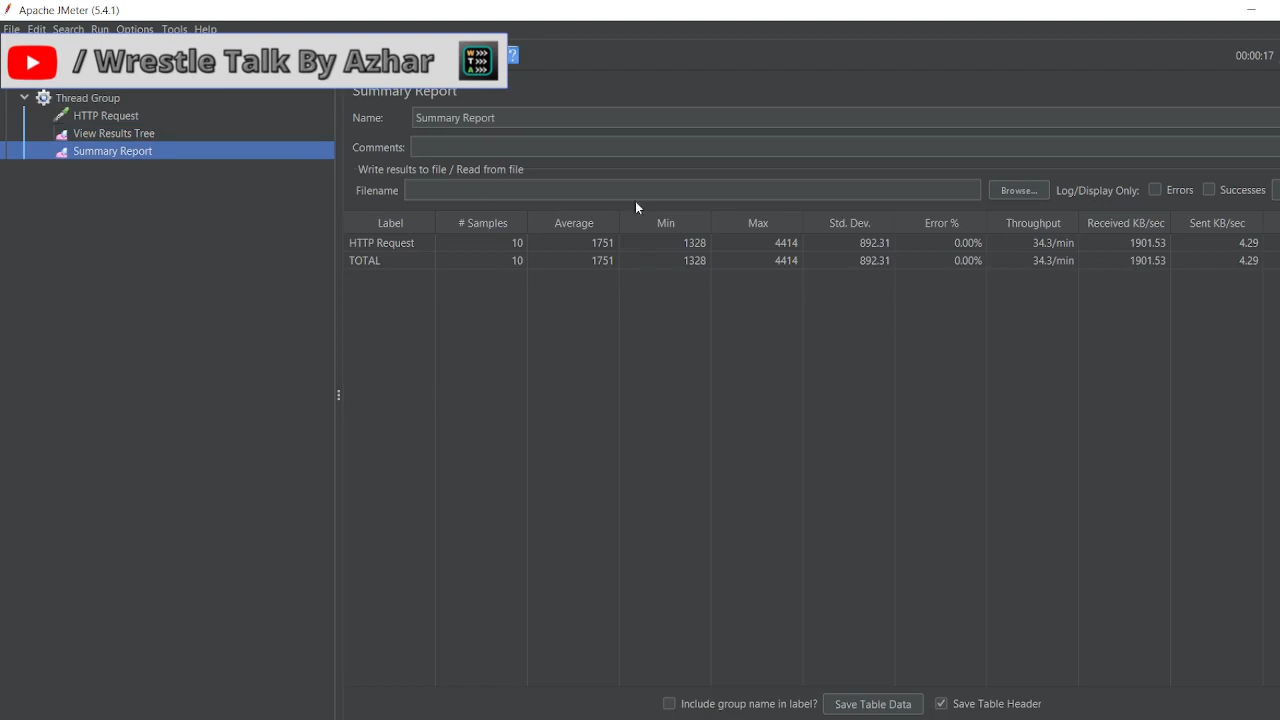 Apache JMeter (5.4.1)
File Edit Search Run Options Tools Help
/ Wrestle Talk By Azhar
WTA
?
00:00:17
Thread Group
HTTP Request
View Results Tree
Summary Report
Summary Report
Name: Summary Report
Comments:
Write results to file / Read from file
Filename Browse... Log/Display Only: Errors Successes
Label # Samples Average Min Max Std. Dev. Error % Throughput Received KB/sec Sent KB/sec
HTTP Request 10 1751 1328 4414 892.31 0.00% 34.3/min 1901.53 4.29
TOTAL 10 1751 1328 4414 892.31 0.00% 34.3/min 1901.53 4.29
Include group name in label? Save Table Data Save Table Header